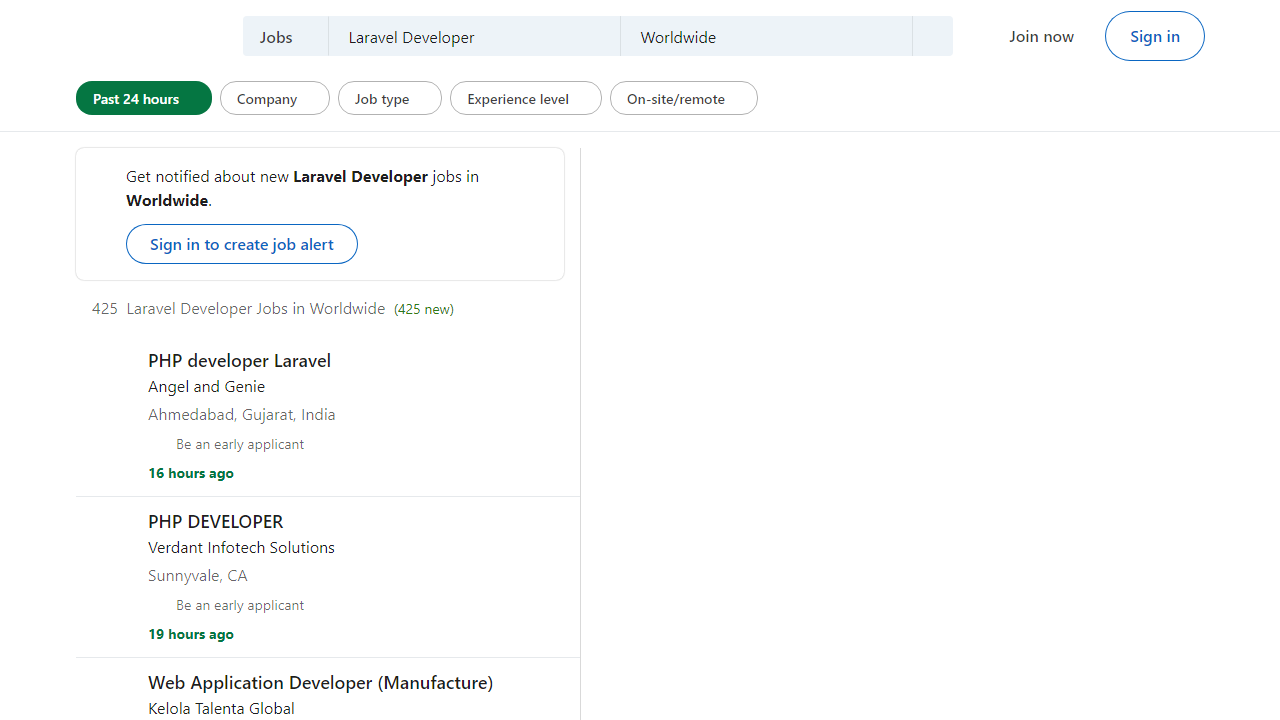 Jobs
Laravel Developer
Worldwide
Join now
Sign in
Past 24 hours
Company
Job type
Experience level
On-site/remote
Get notified about new Laravel Developer jobs in
Worldwide.
Sign in to create job alert
425 Laravel Developer Jobs in Worldwide (425 new)
PHP developer Laravel
Angel and Genie
Ahmedabad, Gujarat, India
Be an early applicant
16 hours ago
PHP DEVELOPER
Verdant Infotech Solutions
Sunnyvale, CA
Be an early applicant
19 hours ago
Web Application Developer (Manufacture)
Kelola Talenta Global